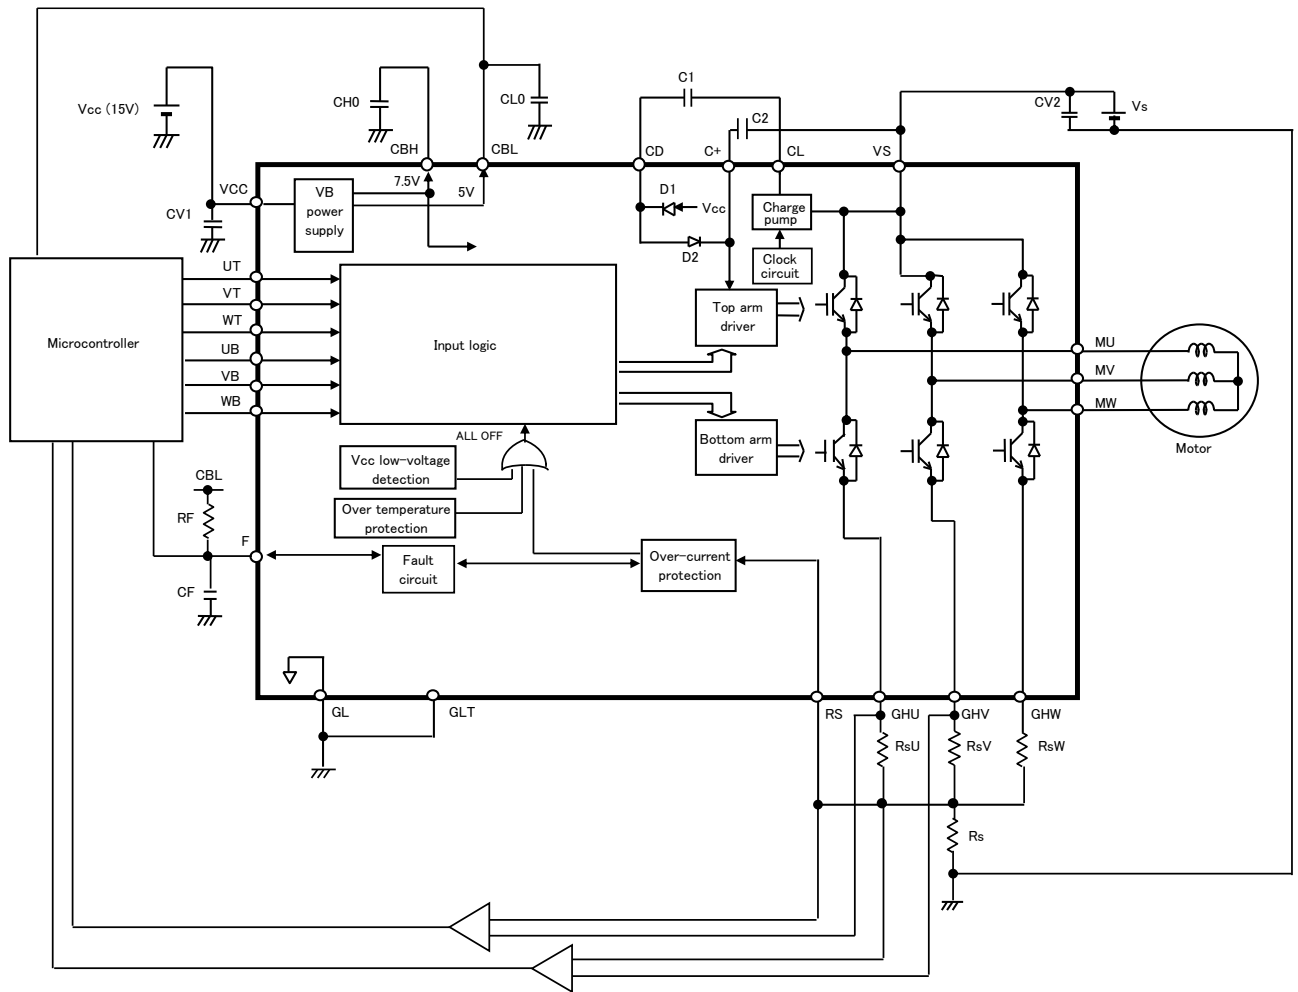 C1
Vcc (15V)
CH0
CL0
C2
CV2
Vs
CBH
CBL
CD
C+
CL
VS
7.5V
5V
VCC
VB
power
supply
D1
Vcc
Charge
pump
CV1
D2
Clock
circuit
UT
VT
WT
UB
VB
WB
Microcontroller
Input logic
Top arm
driver
MU
MV
MW
Motor
ALL OFF
Bottom arm
driver
Vcc low-voltage
detection
CBL
RF
Over temperature
protection
F
Fault
circuit
Over-current
protection
CF
GL
GLT
RS
GHU
GHV
GHW
RsU
RsV
RsW
Rs